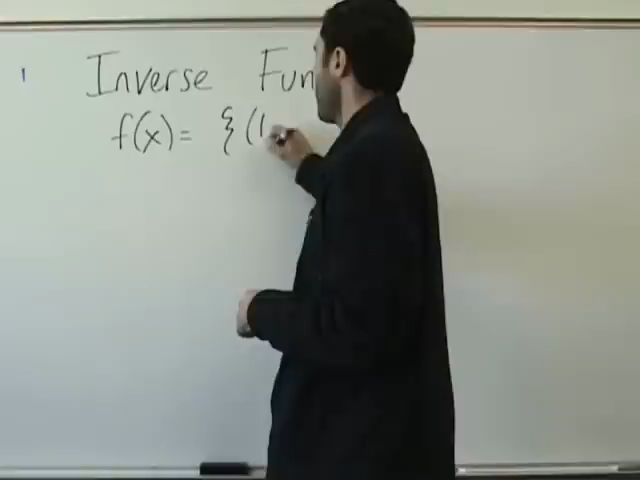 Inverse Fun
f(x)= { (1